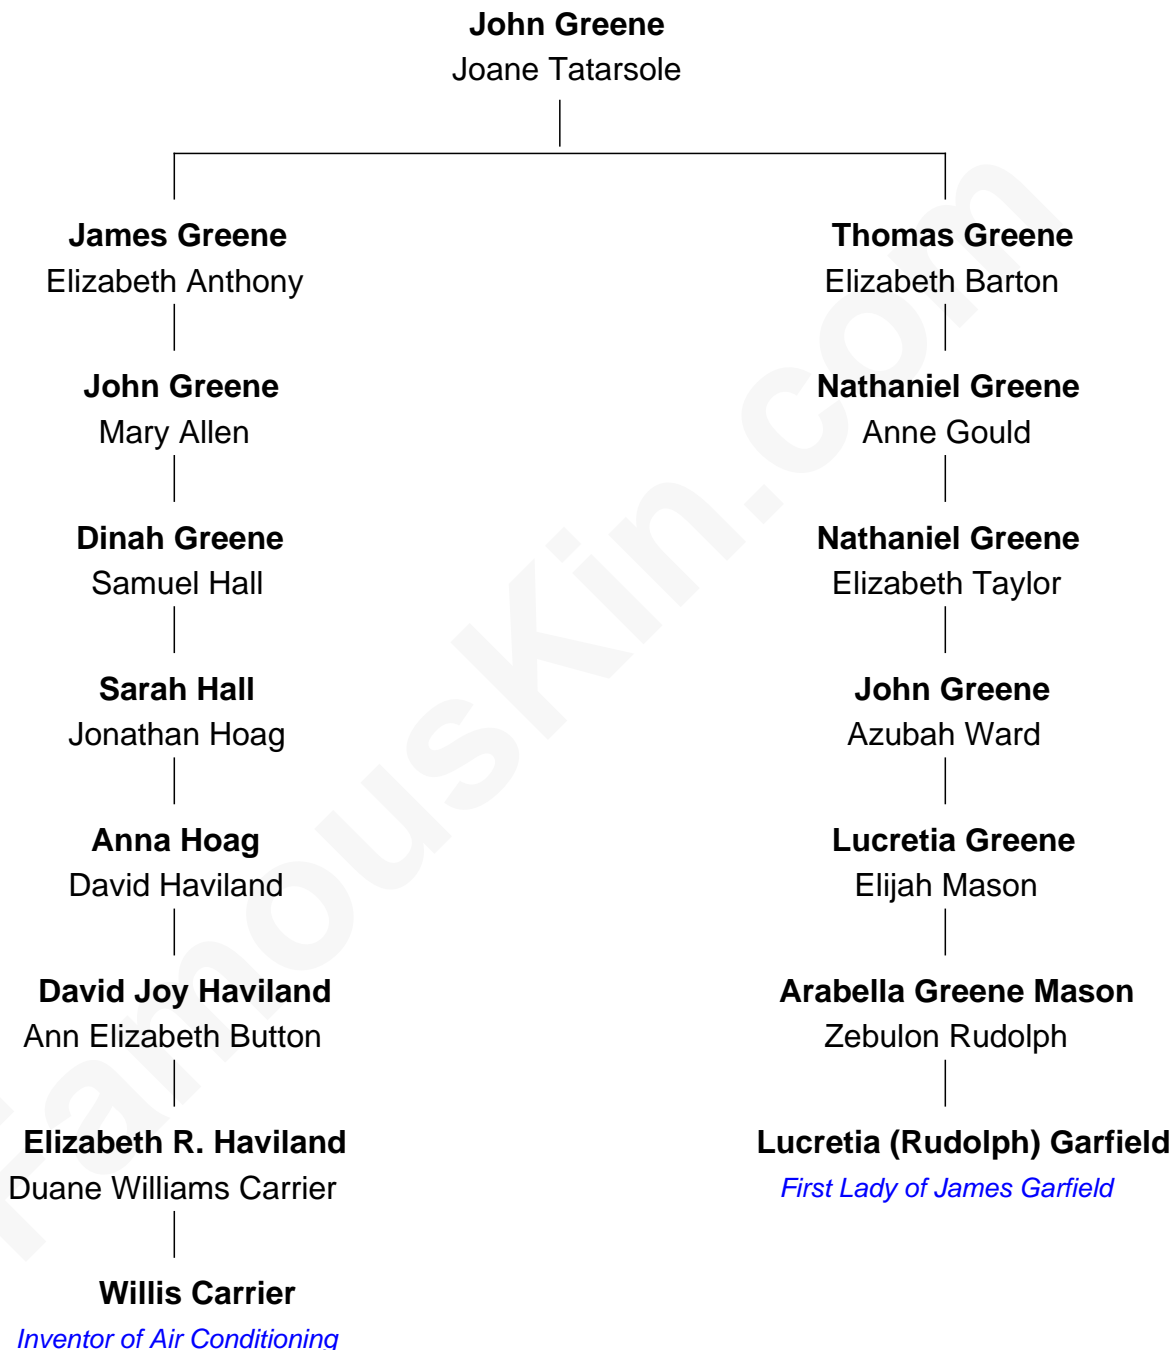 John Greene
Joane Tatarsole
James Greene
Elizabeth Anthony
Thomas Greene
Elizabeth Barton
John Greene
Mary Allen
Nathaniel Greene
Anne Gould
Dinah Greene
Samuel Hall
Nathaniel Greene
Elizabeth Taylor
Sarah Hall
Jonathan Hoag
John Greene
Azubah Ward
Anna Hoag
David Haviland
Lucretia Greene
Elijah Mason
David Joy Haviland
Ann Elizabeth Button
Arabella Greene Mason
Zebulon Rudolph
Elizabeth R. Haviland
Duane Williams Carrier
Lucretia (Rudolph) Garfield
First Lady of James Garfield
Willis Carrier
Inventor of Air Conditioning
FamousKin.com